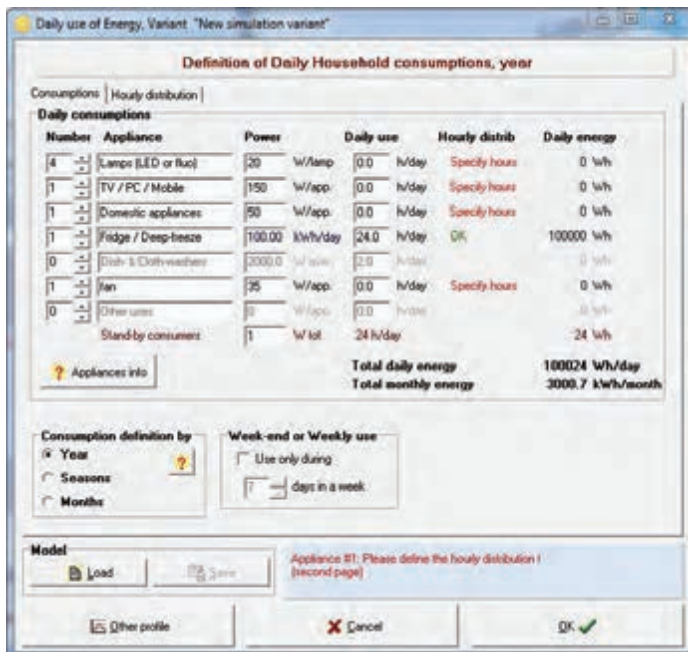 Daily use of Energy, Variant "New simulation variant"
Definition of Daily Household consumptions, year
Consumptions Hourly distribution
Daily consumptions
Number Appliance Power Daily use Hourly distrib Daily energy
4 Lamps (LED or fluo) 20 W/lamp 0.0 h/day Specify hours 0 Wh
1 TV / PC / Mobile 150 W/app. 0.0 h/day Specify hours 0 Wh
1 Domestic appliances 50 W/app. 0.0 h/day Specify hours 0 Wh
1 Fridge / Deep-freeze 100.00 kWh/day 24.0 h/day OK 100000 Wh
0 Dish- & Cloth-washers 2000.0 W aver. 2.0 h/day 0 Wh
1 fan 35 W/app. 0.0 h/day Specify hours 0 Wh
0 Other uses 0 W/app. 0.0 h/day 0 Wh
Stand-by consumers 1 W tot 24 h/day 24 Wh
? Appliances info
Total daily energy 100024 Wh/day
Total monthly energy 3000.7 kWh/month
Consumption definition by
Year
?
Seasons
Months
Week-end or Weekly use
Use only during
7 days in a week
Model
Load Save
Appliance #1: Please define the hourly distribution !
(second page)
Other profile Cancel OK